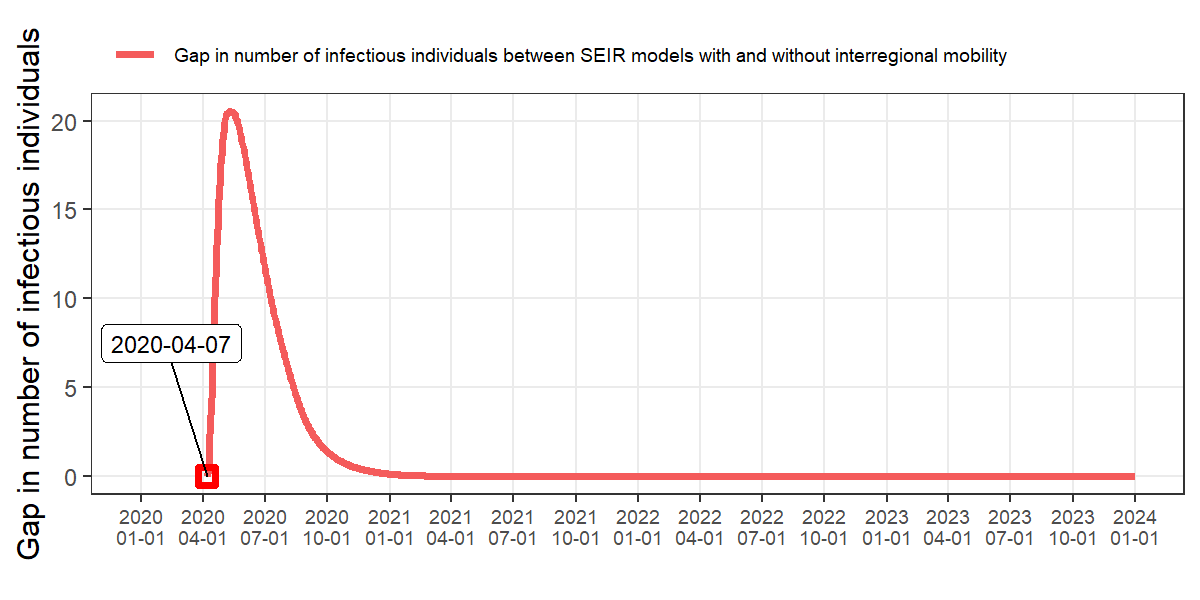 Gap in number of infectious individuals between SEIR models with and without interregional mobility
Gap in number of infectious individuals
20
15
10
5
0
2020-04-07
2020 2020 2020 2020 2021 2021 2021 2021 2022 2022 2022 2022 2023 2023 2023 2023 2024
01-01 04-01 07-01 10-01 01-01 04-01 07-01 10-01 01-01 04-01 07-01 10-01 01-01 04-01 07-01 10-01 01-01